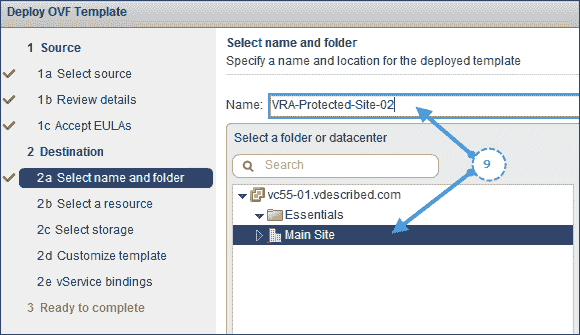 Deploy OVF Template
1 Source
1a Select source
1b Review details
1c Accept EULAs
2 Destination
2a Select name and folder
2b Select a resource
2c Select storage
2d Customize template
2e vService bindings
3 Ready to complete
Select name and folder
Specify a name and location for the deployed template
Name: VRA-Protected-Site-02
Select a folder or datacenter
Search
9
vc55-01.vdescribed.com
Essentials
Main Site